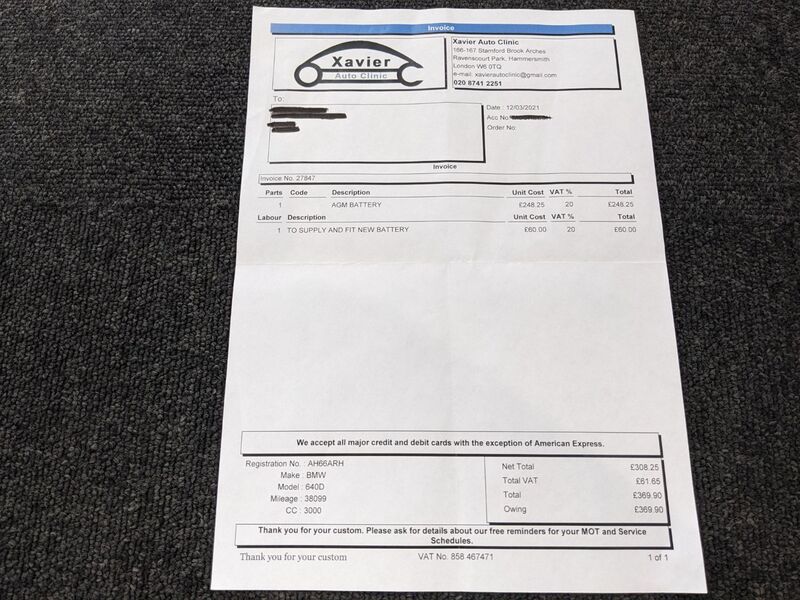 Invoice
Xavier
Auto Clinic
Xavier Auto Clinic
166-167 Stamford Brook Arches
Ravenscourt Park, Hammersmith
London W6 0TQ
e-mail: xavierautoclinic@gmail.com
020 8741 2251
To:
Date : 12/03/2021
Acc No:
Order No:
Invoice
Invoice No. 27847
Parts Code Description Unit Cost VAT % Total
1 AGM BATTERY £248.25 20 £248.25
Labour Description Unit Cost VAT % Total
1 TO SUPPLY AND FIT NEW BATTERY £60.00 20 £60.00
We accept all major credit and debit cards with the exception of American Express.
Registration No. : AH66ARH
Make : BMW
Model : 640D
Mileage : 38099
CC : 3000
Net Total £308.25
Total VAT £61.65
Total £369.90
Owing £369.90
Thank you for your custom. Please ask for details about our free reminders for your MOT and Service
Schedules.
Thank you for your custom VAT No. 858 467471 1 of 1